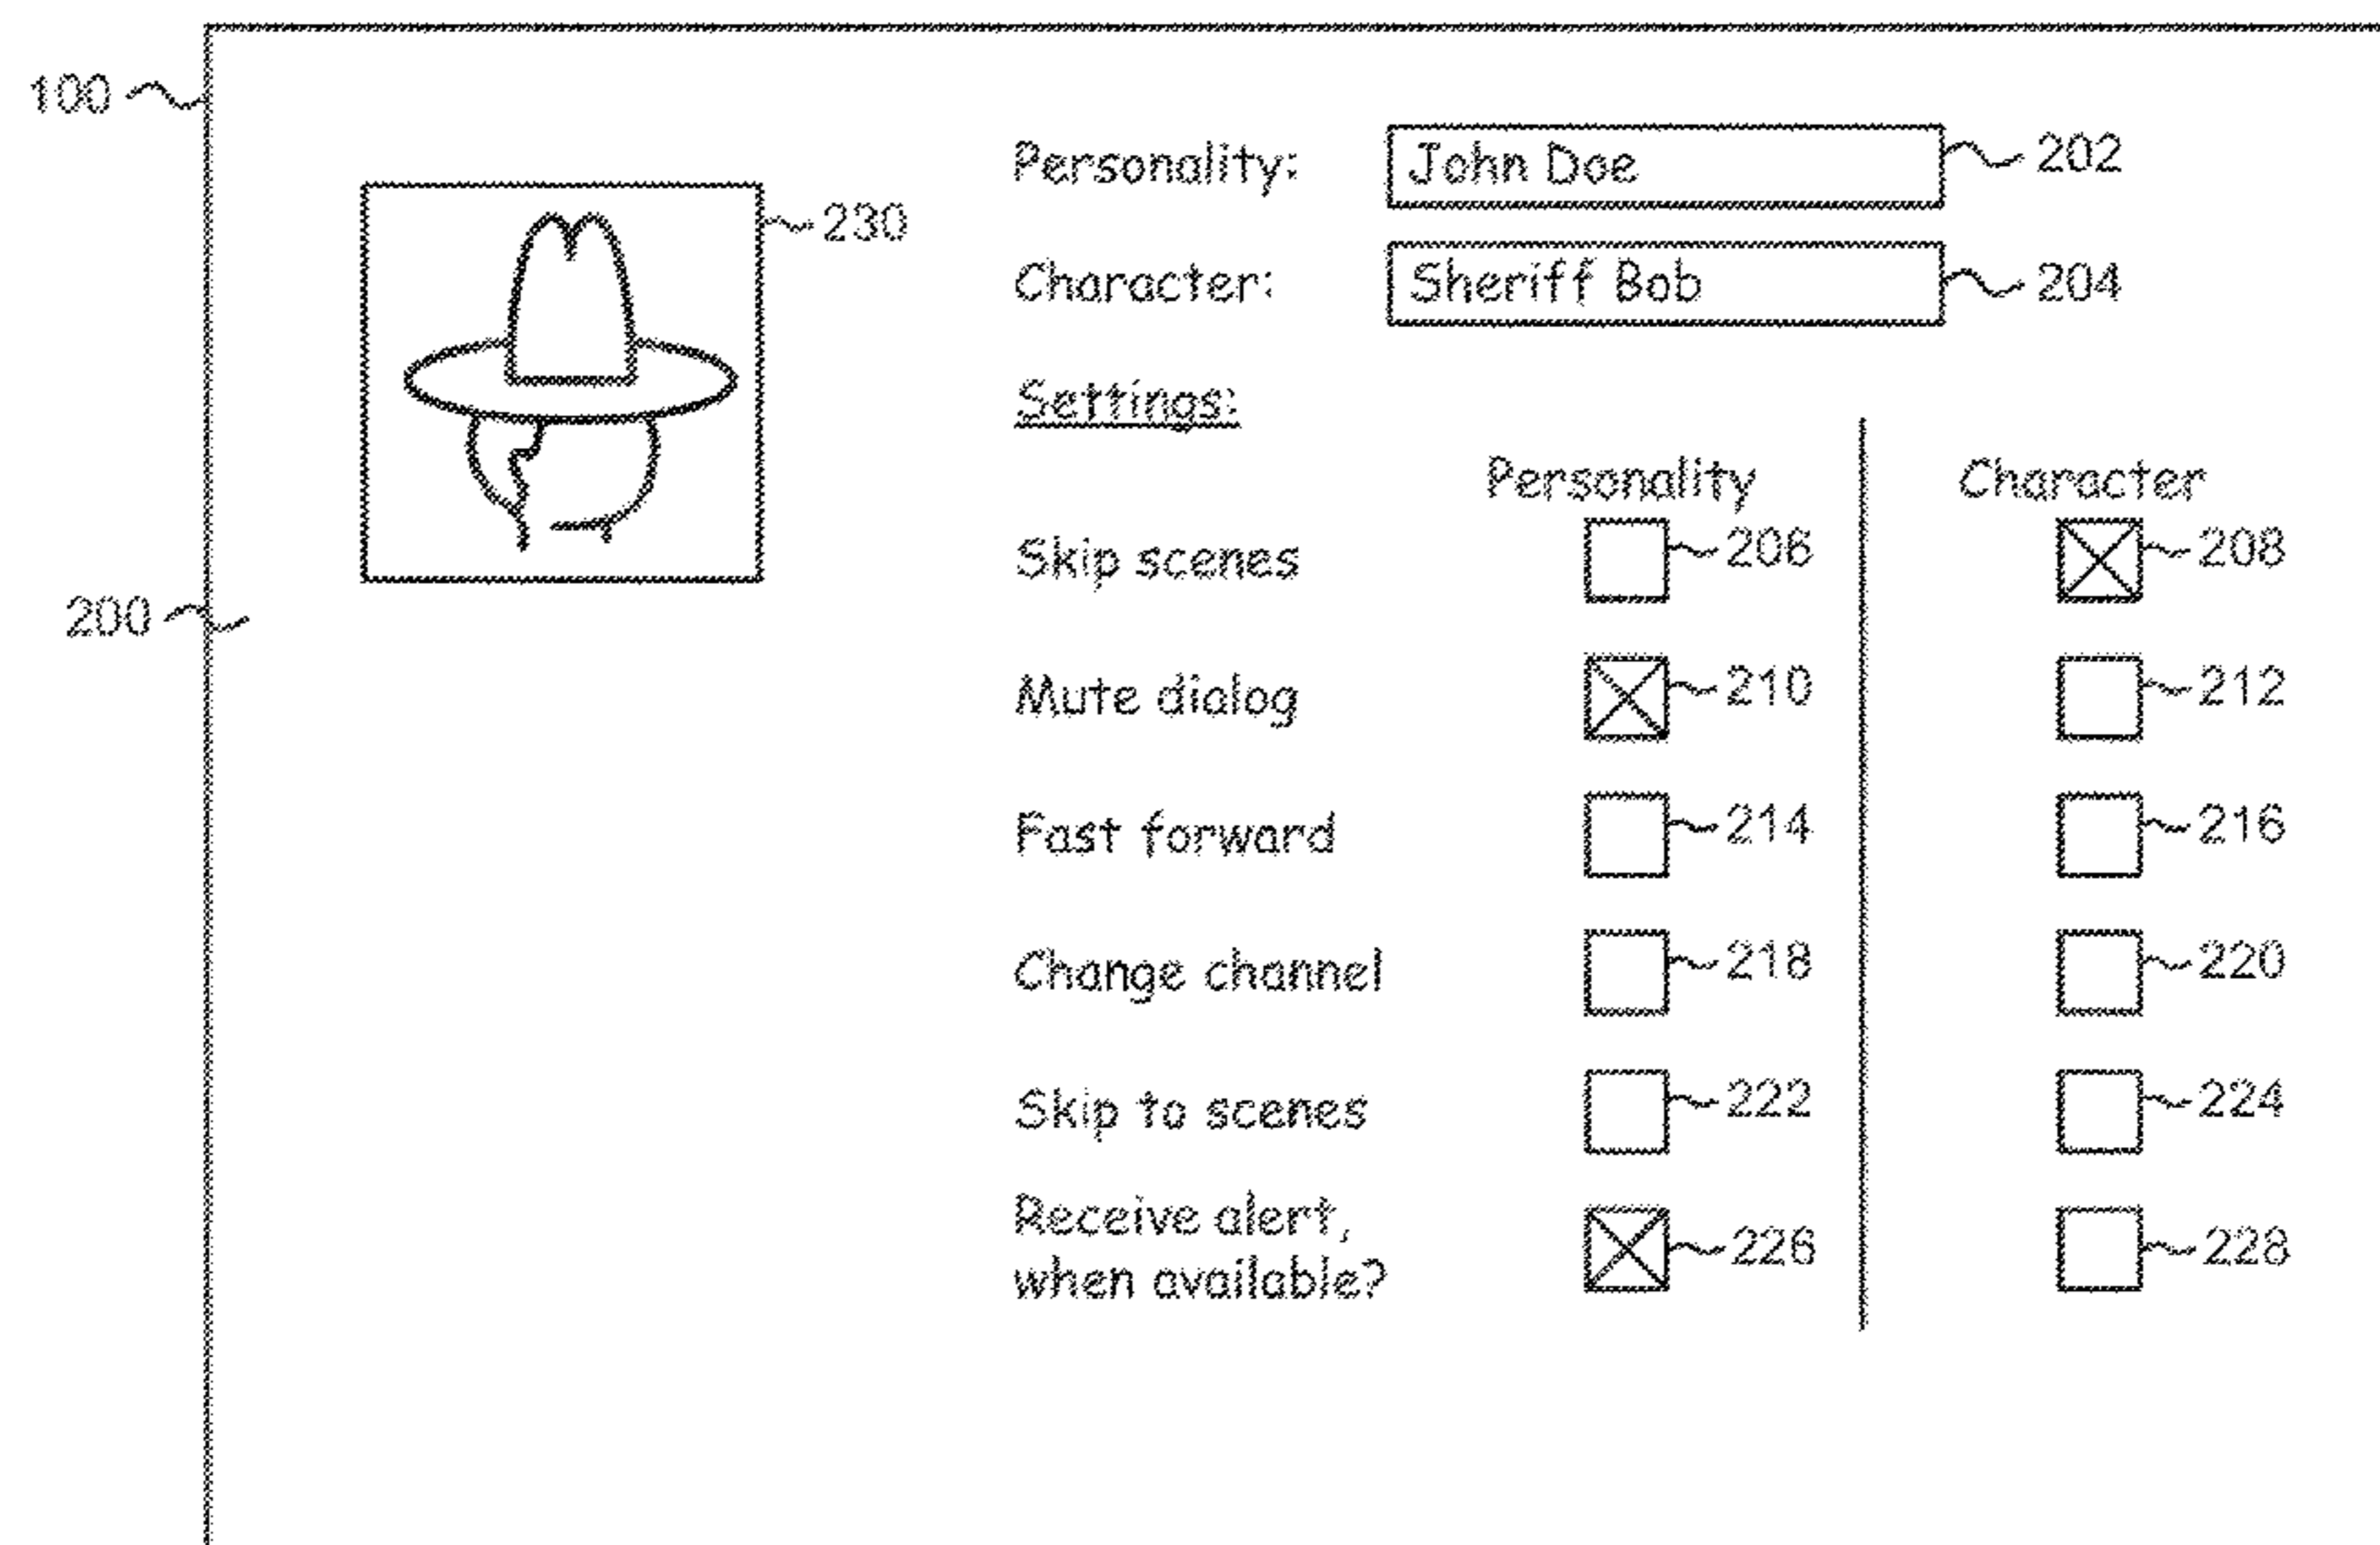 100
Personality: John Doe 202
230
Character: Sheriff Bob 204
Settings:
Personality Character
Skip scenes 206 208
200
Mute dialog 210 212
Fast forward 214 216
Change channel 218 220
Skip to scenes 222 224
Receive alert,
when available? 226 228